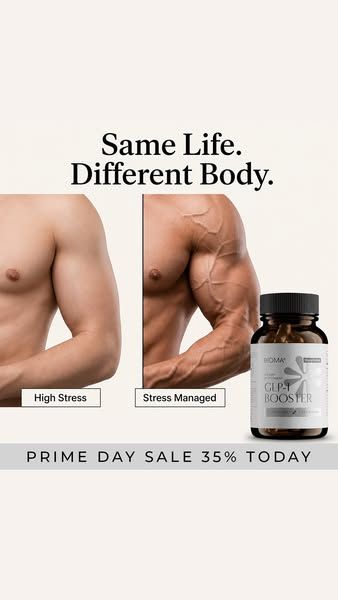 Same Life.
Different Body.
High Stress
Stress Managed
BIOMA
GLP-1
BOOSTER
PRIME DAY SALE 35% TODAY